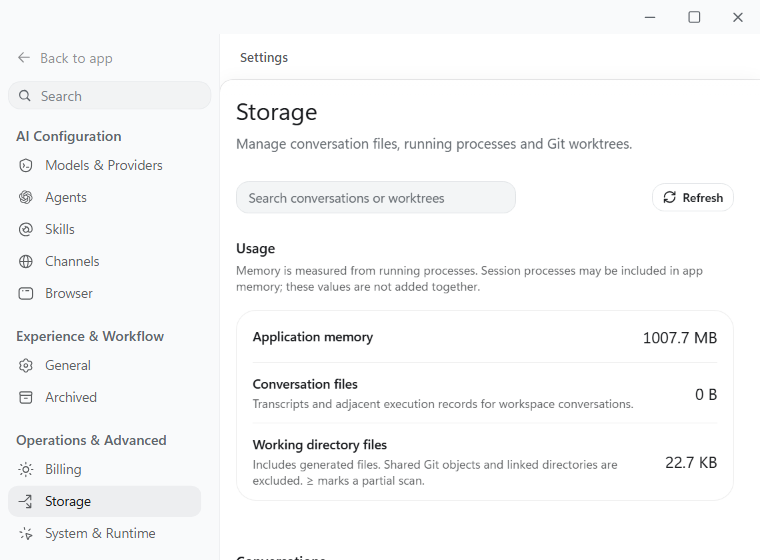 Back to app
Search
AI Configuration
Models & Providers
Agents
Skills
Channels
Browser
Experience & Workflow
General
Archived
Operations & Advanced
Billing
Storage
System & Runtime
Settings
Storage
Manage conversation files, running processes and Git worktrees.
Search conversations or worktrees
Refresh
Usage
Memory is measured from running processes. Session processes may be included in app
memory; these values are not added together.
Application memory
1007.7 MB
Conversation files
Transcripts and adjacent execution records for workspace conversations.
0 B
Working directory files
Includes generated files. Shared Git objects and linked directories are
excluded. ≥ marks a partial scan.
22.7 KB